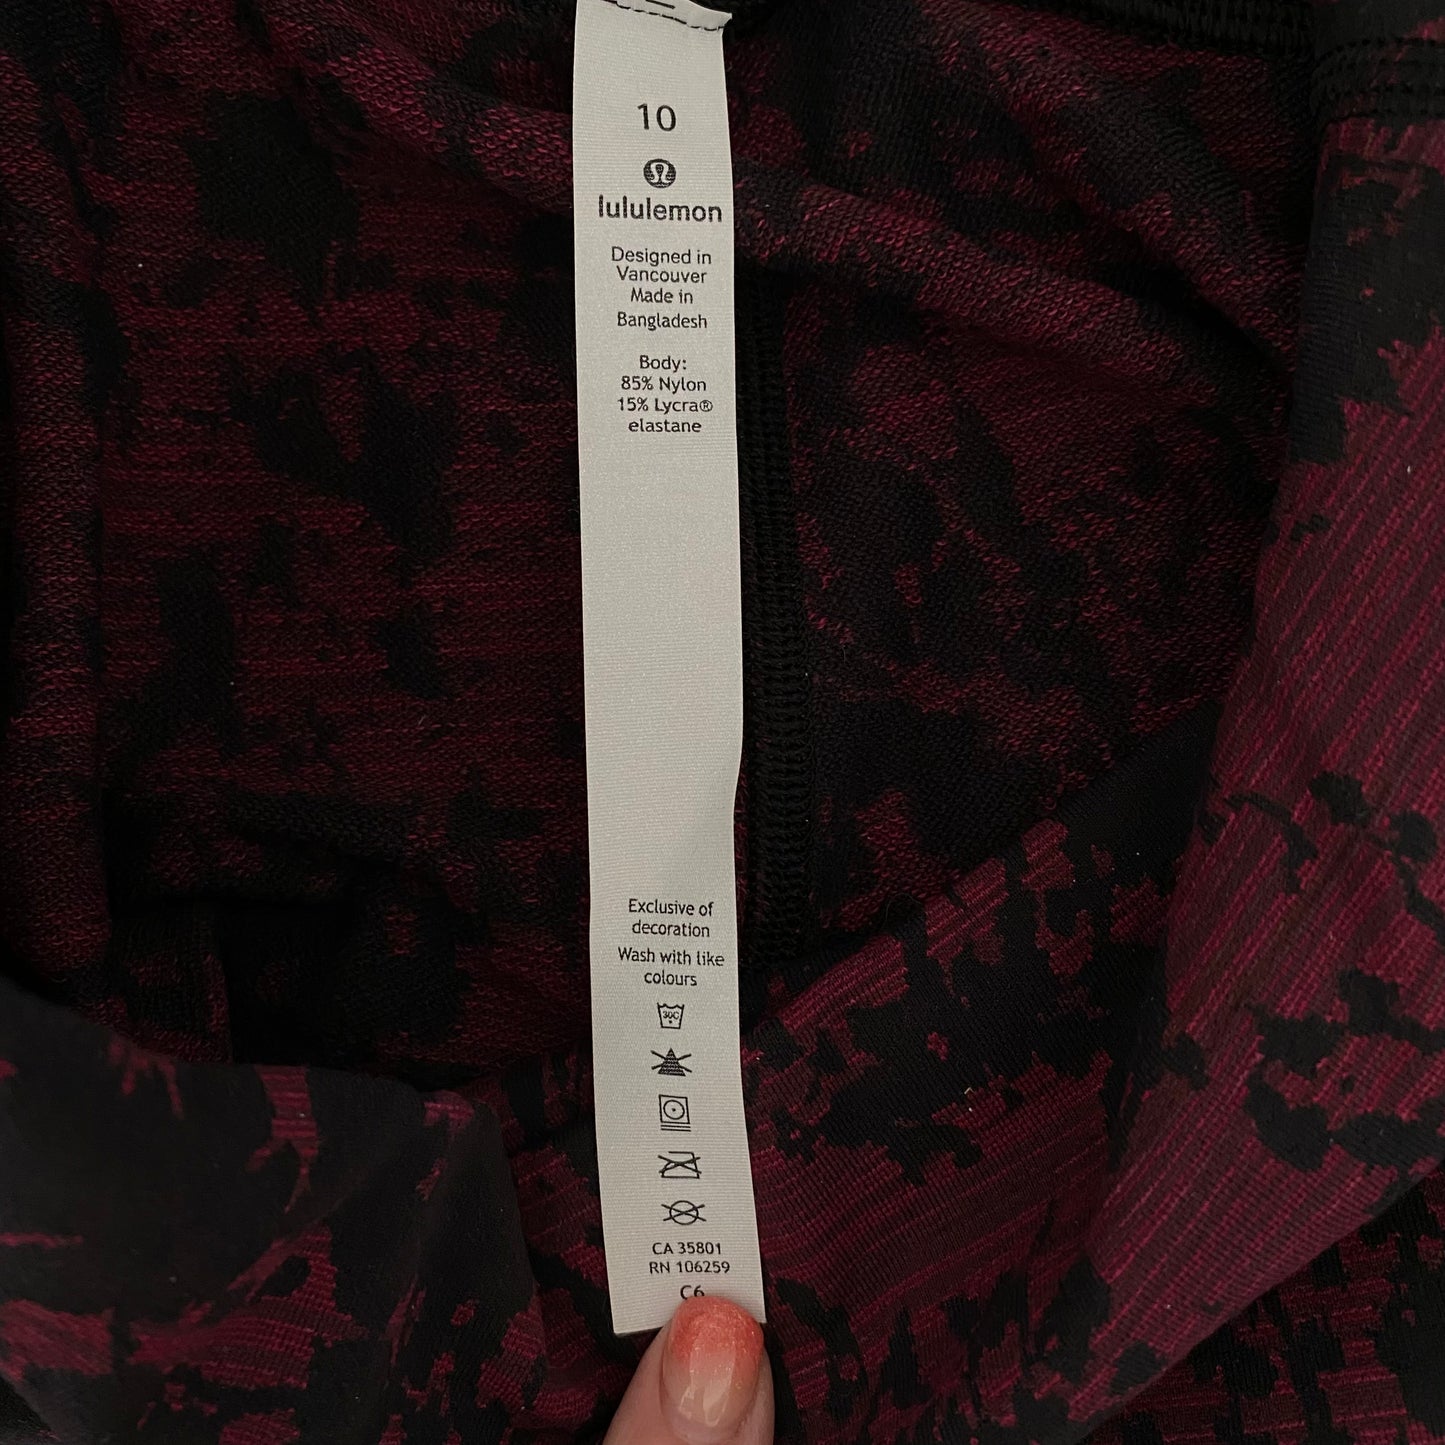 10
lululemon
Designed in
Vancouver
Made in
Bangladesh
Body:
85% Nylon
15% Lycra®
elastane
Exclusive of
decoration
Wash with like
colours
30C
CA 35801
RN 106259
C6